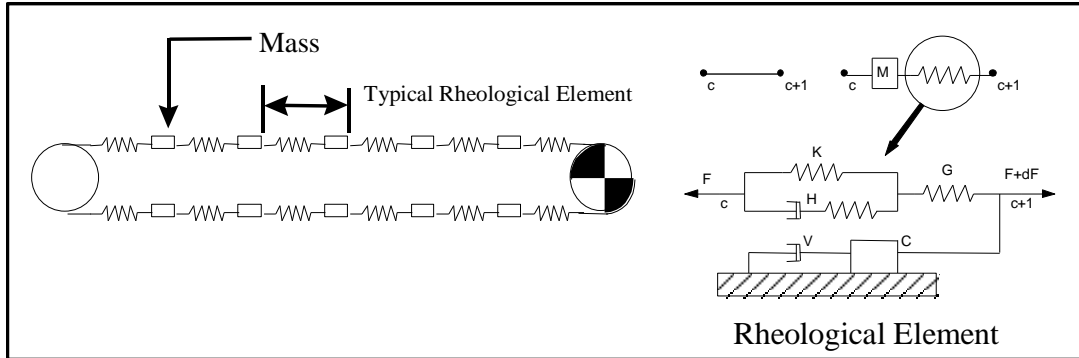 Mass
Typical Rheological Element
c
c+1
M
c
c+1
K
F
c
H
G
F+dF
c+1
V
C
Rheological Element